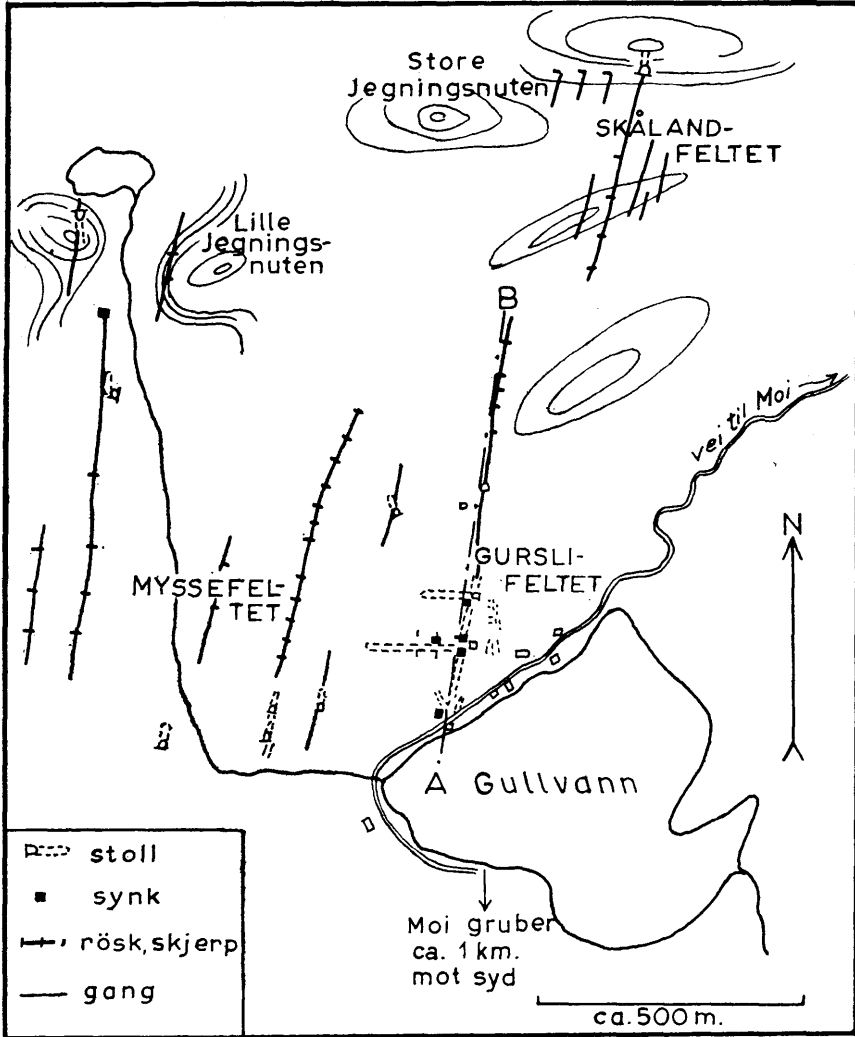 Store
Jegningsnuten
SKÅLAND-
FELTET
Lille
Jegnings-
nuten
B
vei til Moi
N
GURSLI-
FELTET
MYSSEFEL-
TET
A
Gullvann
stoll
synk
rösk, skjerp
gang
Moi gruber
ca. 1 km.
mot syd
ca. 500 m.